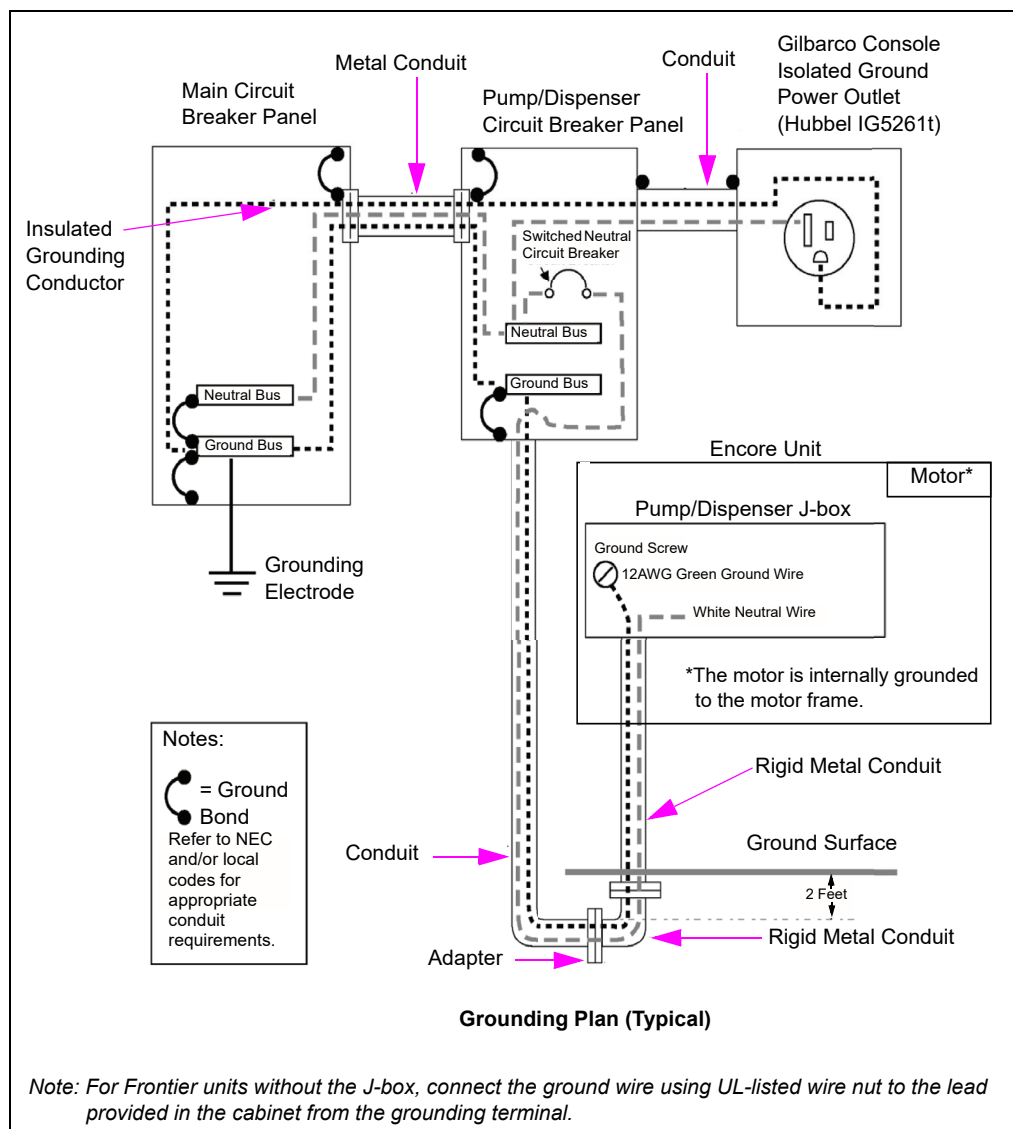 Main Circuit
Breaker Panel
Metal Conduit
Pump/Dispenser
Circuit Breaker Panel
Conduit
Gilbarco Console
Isolated Ground
Power Outlet
(Hubbel IG5261t)
Insulated
Grounding
Conductor
Switched Neutral
Circuit Breaker
Neutral Bus
Ground Bus
Neutral Bus
Ground Bus
Grounding
Electrode
Encore Unit
Motor*
Pump/Dispenser J-box
Ground Screw
12AWG Green Ground Wire
White Neutral Wire
*The motor is internally grounded
to the motor frame.
Notes:
= Ground
Bond
Refer to NEC
and/or local
codes for
appropriate
conduit
requirements.
Rigid Metal Conduit
Conduit
Ground Surface
2 Feet
Rigid Metal Conduit
Adapter
Grounding Plan (Typical)
Note: For Frontier units without the J-box, connect the ground wire using UL-listed wire nut to the lead
provided in the cabinet from the grounding terminal.